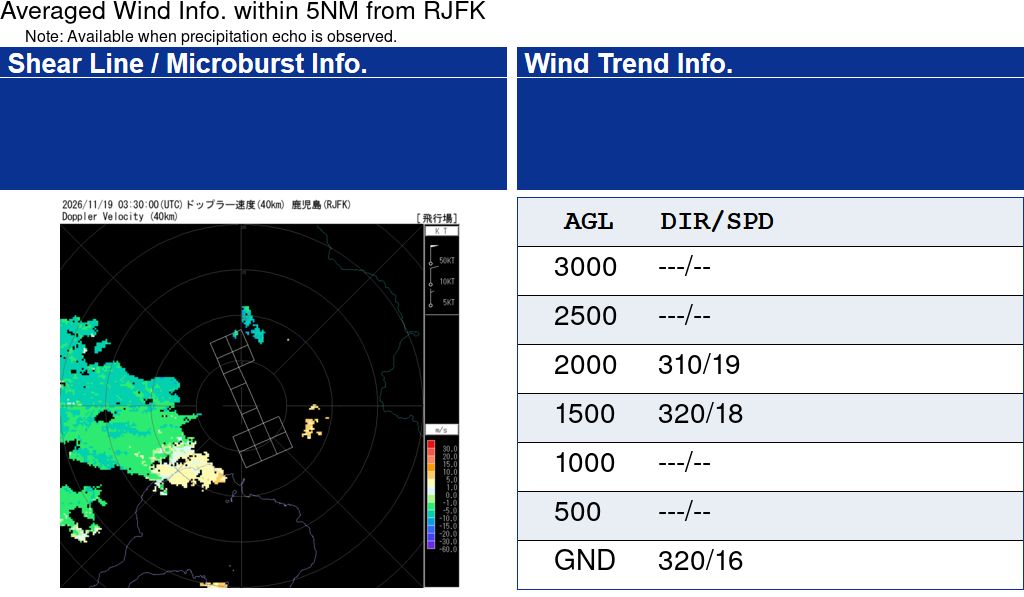 Averaged Wind Info. within 5NM from RJFK
Note: Available when precipitation echo is observed.
Shear Line / Microburst Info.
Wind Trend Info.
2026/11/19 03:30:00(UTC) ドップラー速度(40km) 鹿児島(RJFK)
Doppler Velocity (40km)
[飛行場]
KT
50KT
10KT
5KT
m/s
30.0
20.0
15.0
10.0
5.0
1.0
0.0
-1.0
-5.0
-10.0
-15.0
-20.0
-30.0
-60.0
AGL DIR/SPD
3000 ---/--
2500 ---/--
2000 310/19
1500 320/18
1000 ---/--
500 ---/--
GND 320/16